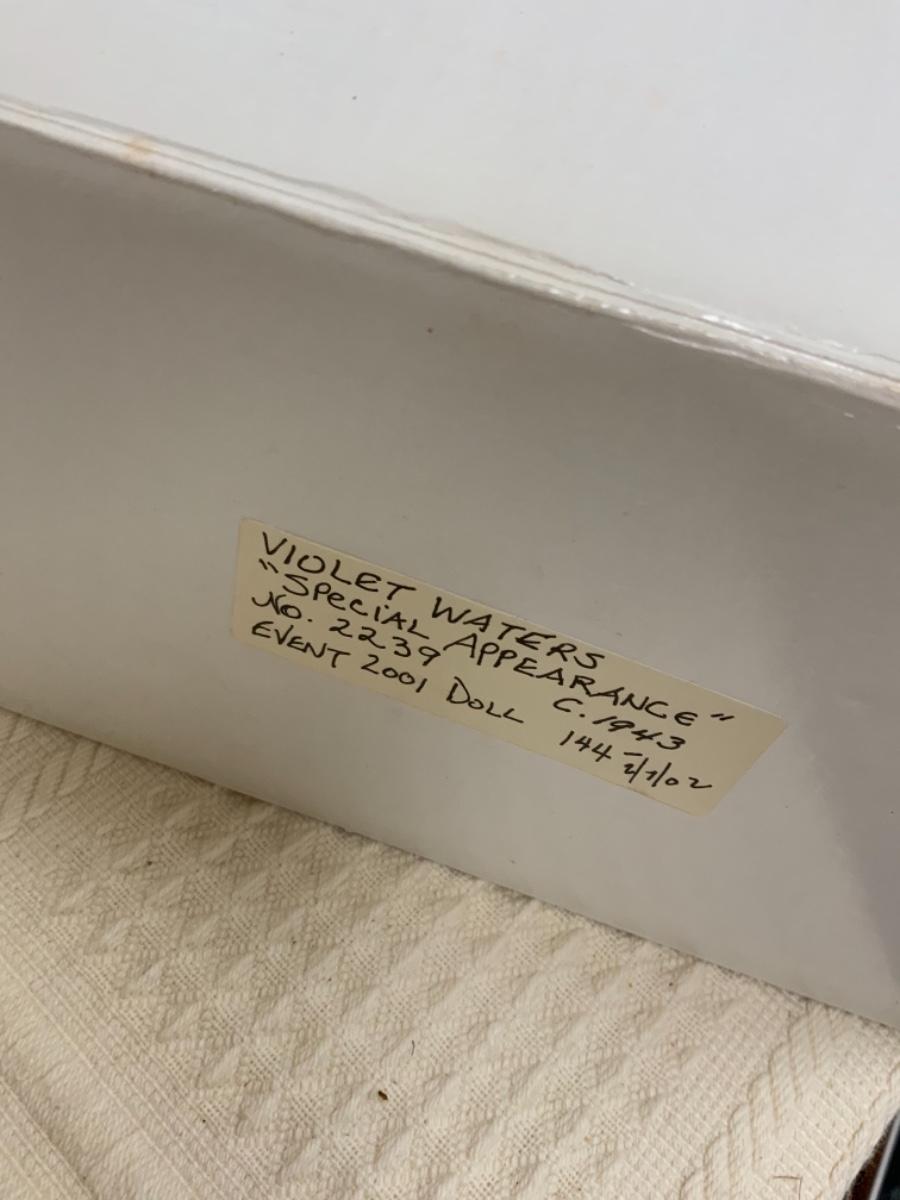 VIOLET WATERS
"SPECIAL APPEARANCE"
NO. 2239 C. 1943
EVENT 2001 DOLL 144 2/7/02